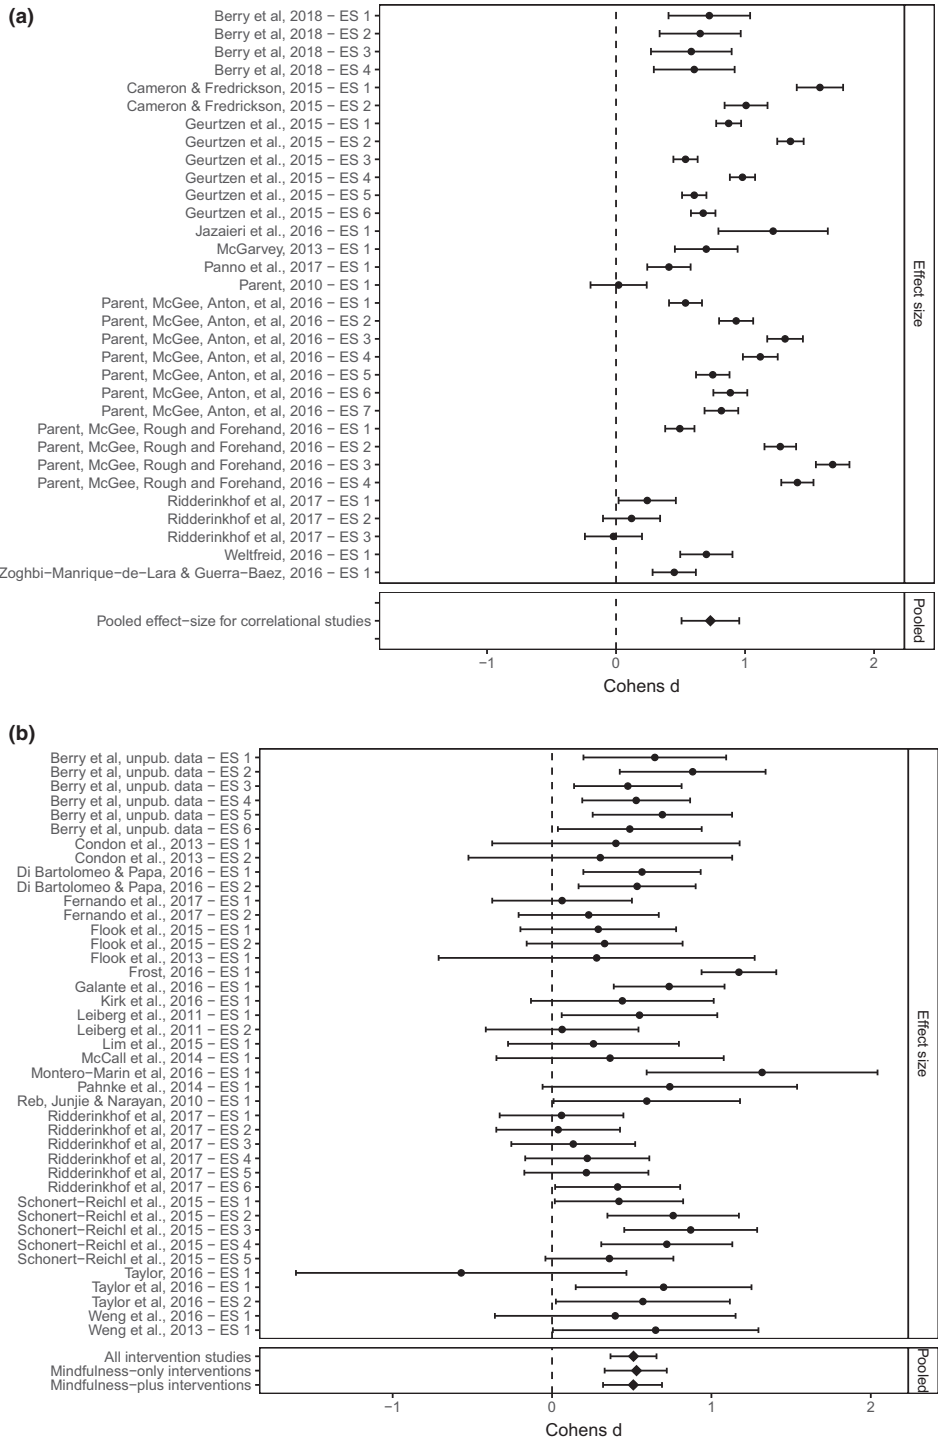 (a)
Berry et al, 2018 − ES 1
Berry et al, 2018 − ES 2
Berry et al, 2018 − ES 3
Berry et al, 2018 − ES 4
Cameron & Fredrickson, 2015 − ES 1
Cameron & Fredrickson, 2015 − ES 2
Geurtzen et al., 2015 − ES 1
Geurtzen et al., 2015 − ES 2
Geurtzen et al., 2015 − ES 3
Geurtzen et al., 2015 − ES 4
Geurtzen et al., 2015 − ES 5
Geurtzen et al., 2015 − ES 6
Jazaieri et al., 2016 − ES 1
McGarvey, 2013 − ES 1
Panno et al., 2017 − ES 1
Parent, 2010 − ES 1
Parent, McGee, Anton, et al, 2016 − ES 1
Parent, McGee, Anton, et al, 2016 − ES 2
Parent, McGee, Anton, et al, 2016 − ES 3
Parent, McGee, Anton, et al, 2016 − ES 4
Parent, McGee, Anton, et al, 2016 − ES 5
Parent, McGee, Anton, et al, 2016 − ES 6
Parent, McGee, Anton, et al, 2016 − ES 7
Parent, McGee, Rough and Forehand, 2016 − ES 1
Parent, McGee, Rough and Forehand, 2016 − ES 2
Parent, McGee, Rough and Forehand, 2016 − ES 3
Parent, McGee, Rough and Forehand, 2016 − ES 4
Ridderinkhof et al, 2017 − ES 1
Ridderinkhof et al, 2017 − ES 2
Ridderinkhof et al, 2017 − ES 3
Weltfreid, 2016 − ES 1
Zoghbi−Manrique−de−Lara & Guerra−Baez, 2016 − ES 1
Effect size
Pooled effect−size for correlational studies
Pooled
−1 0 1 2
Cohens d
(b)
Berry et al, unpub. data − ES 1
Berry et al, unpub. data − ES 2
Berry et al, unpub. data − ES 3
Berry et al, unpub. data − ES 4
Berry et al, unpub. data − ES 5
Berry et al, unpub. data − ES 6
Condon et al., 2013 − ES 1
Condon et al., 2013 − ES 2
Di Bartolomeo & Papa, 2016 − ES 1
Di Bartolomeo & Papa, 2016 − ES 2
Fernando et al., 2017 − ES 1
Fernando et al., 2017 − ES 2
Flook et al., 2015 − ES 1
Flook et al., 2015 − ES 2
Flook et al., 2013 − ES 1
Frost, 2016 − ES 1
Galante et al., 2016 − ES 1
Kirk et al., 2016 − ES 1
Leiberg et al., 2011 − ES 1
Leiberg et al., 2011 − ES 2
Lim et al., 2015 − ES 1
McCall et al., 2014 − ES 1
Montero−Marin et al, 2016 − ES 1
Pahnke et al., 2014 − ES 1
Reb, Junjie & Narayan, 2010 − ES 1
Ridderinkhof et al., 2017 − ES 1
Ridderinkhof et al., 2017 − ES 2
Ridderinkhof et al., 2017 − ES 3
Ridderinkhof et al., 2017 − ES 4
Ridderinkhof et al., 2017 − ES 5
Ridderinkhof et al., 2017 − ES 6
Schonert−Reichl et al., 2015 − ES 1
Schonert−Reichl et al., 2015 − ES 2
Schonert−Reichl et al., 2015 − ES 3
Schonert−Reichl et al., 2015 − ES 4
Schonert−Reichl et al., 2015 − ES 5
Taylor, 2016 − ES 1
Taylor et al, 2016 − ES 1
Taylor et al, 2016 − ES 2
Weng et al., 2016 − ES 1
Weng et al., 2013 − ES 1
Effect size
All intervention studies
Mindfulness−only interventions
Mindfulness−plus interventions
Pooled
−1 0 1 2
Cohens d